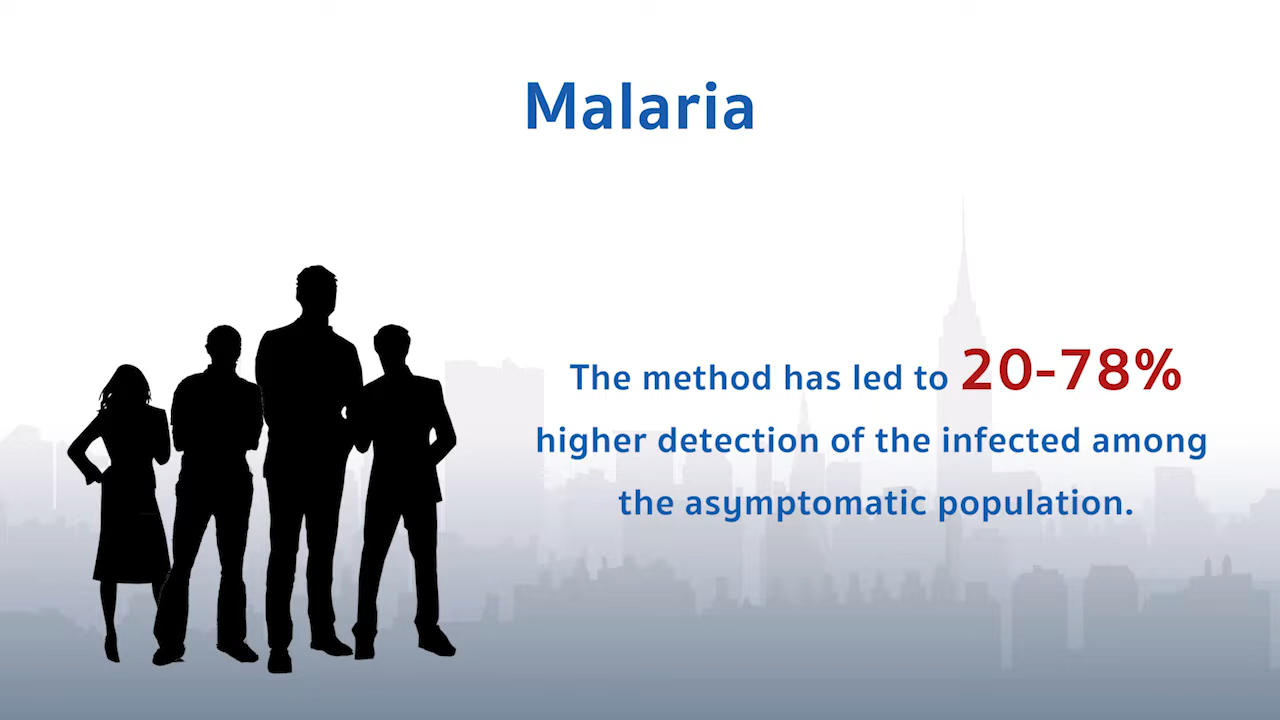 Malaria
The method has led to 20-78%
higher detection of the infected among
the asymptomatic population.